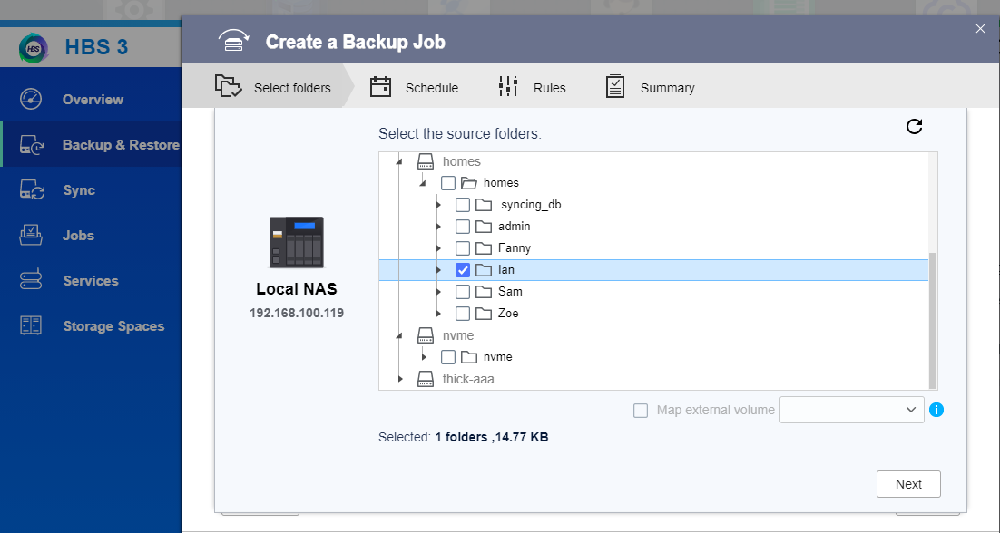 HBS
HBS 3
Overview
Backup & Restore
Sync
Jobs
Services
Storage Spaces
Create a Backup Job
Select folders
Schedule
Rules
Summary
Select the source folders:
Local NAS
192.168.100.119
homes
homes
.syncing_db
admin
Fanny
Ian
Sam
Zoe
nvme
nvme
thick-aaa
Map external volume
Selected: 1 folders ,14.77 KB
Next